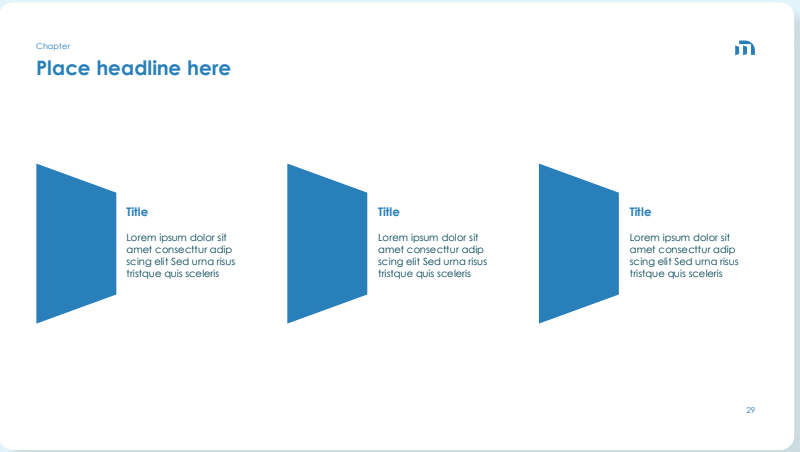 Chapter
Place headline here
Title
Lorem ipsum dolor sit
amet consecttur adip
scing elit Sed urna risus
tristque quis sceleris
Title
Lorem ipsum dolor sit
amet consecttur adip
scing elit Sed urna risus
tristque quis sceleris
Title
Lorem ipsum dolor sit
amet consecttur adip
scing elit Sed urna risus
tristque quis sceleris
29